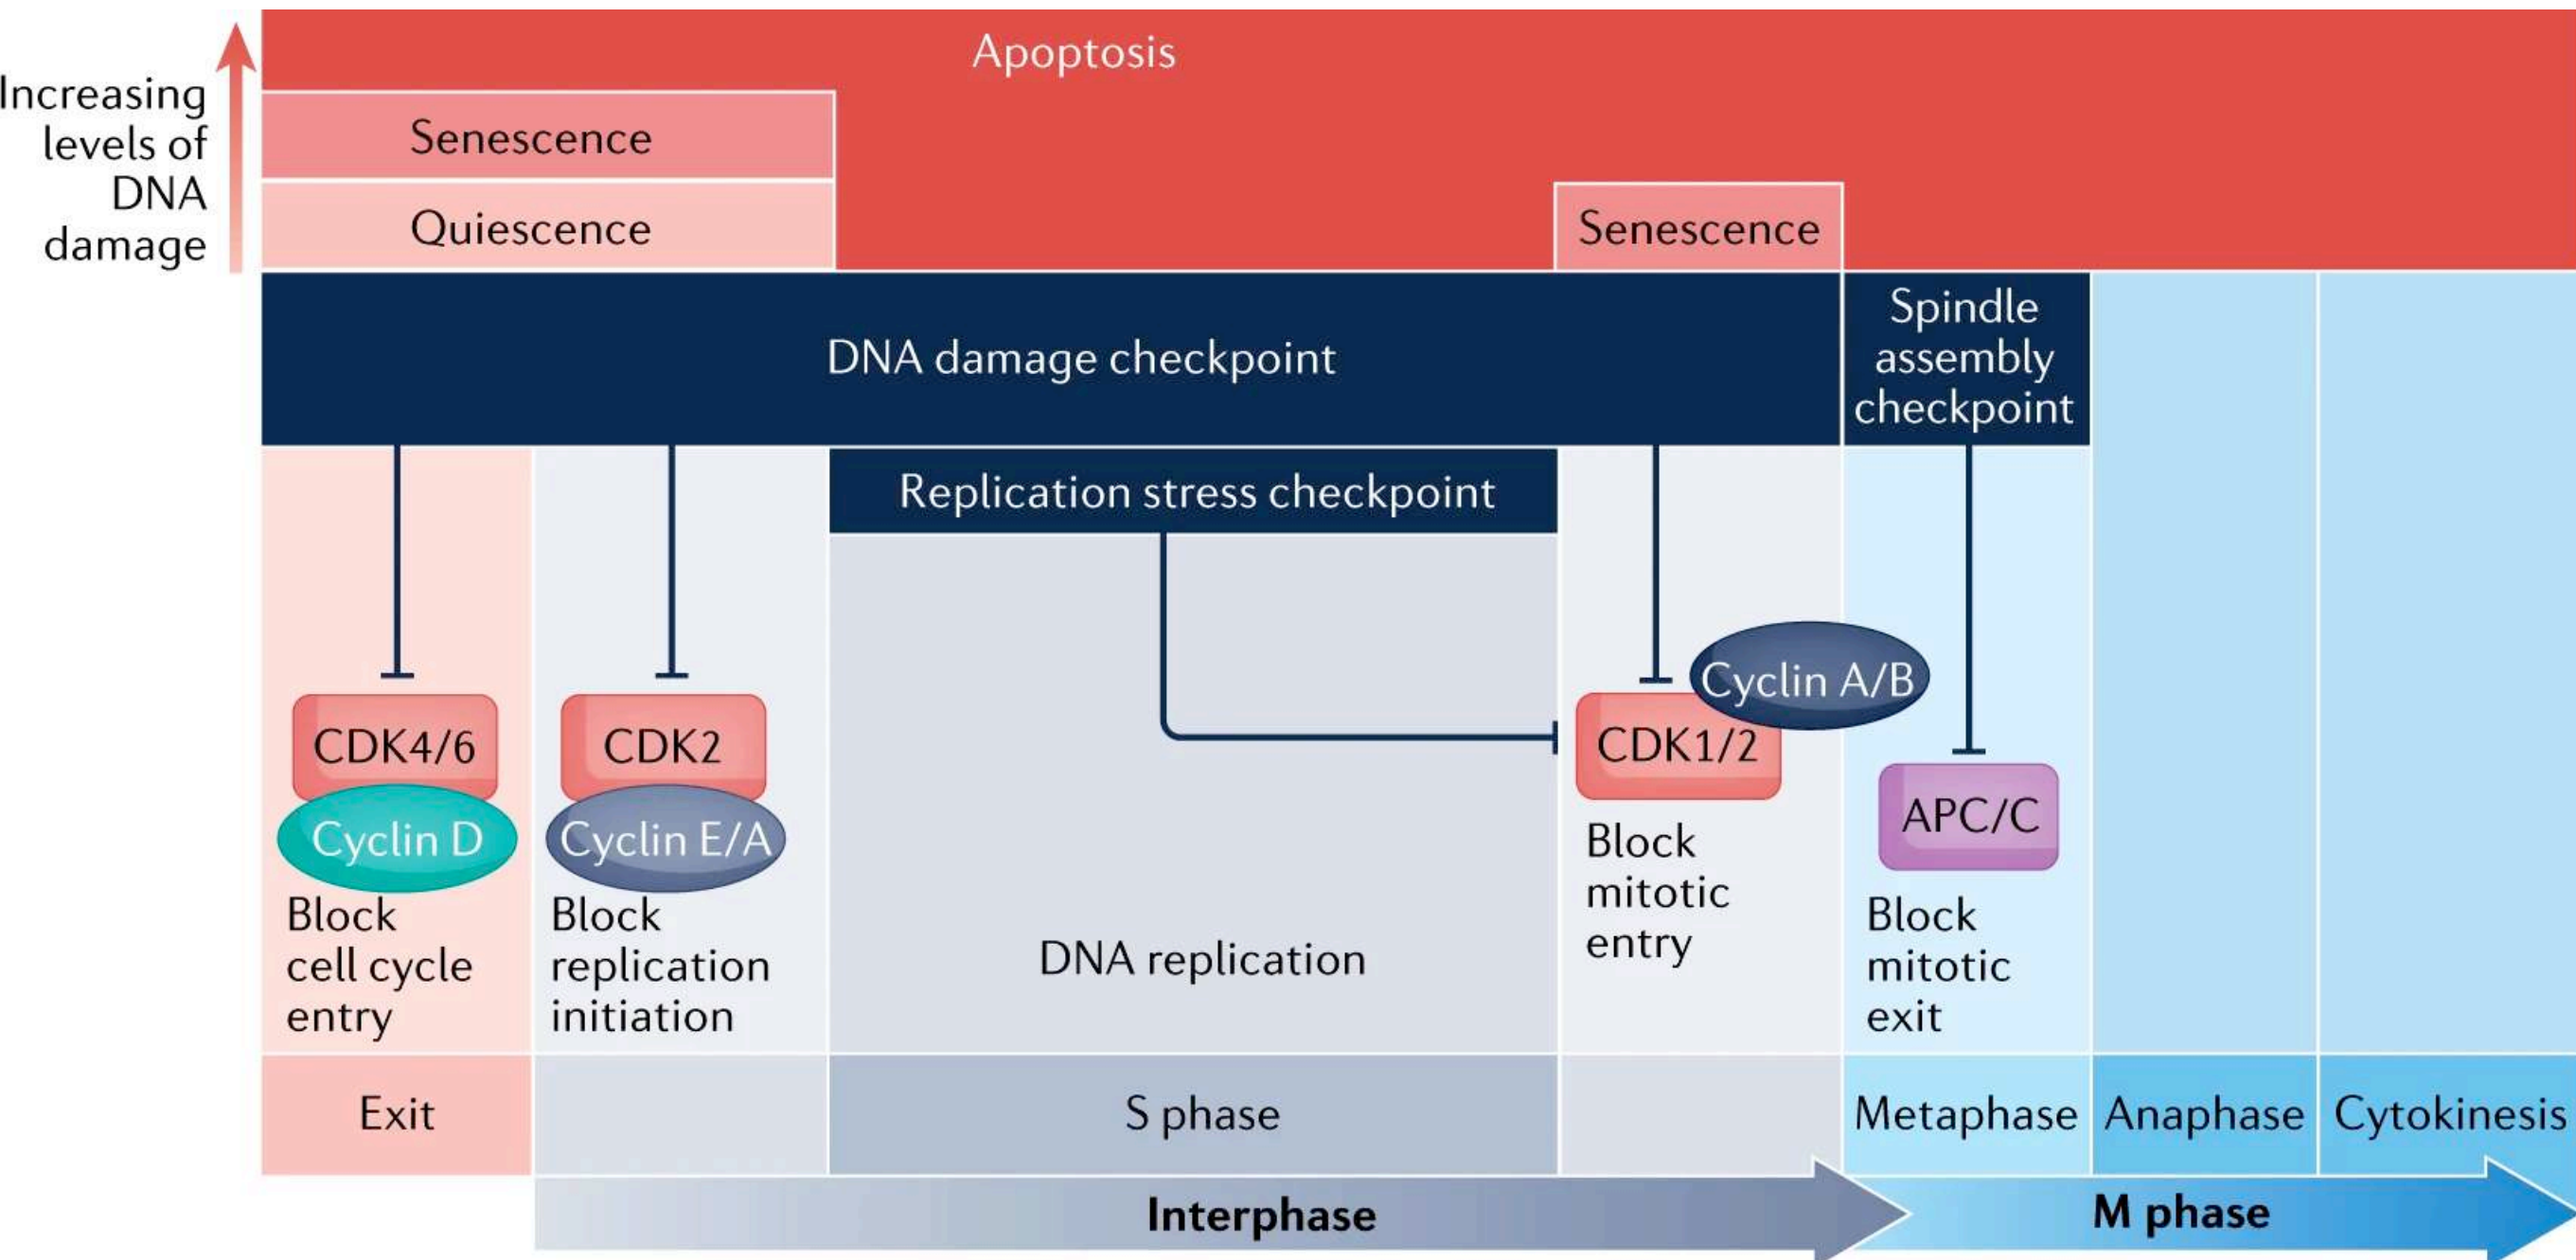 Apoptosis
Increasing
levels of
DNA
damage
Senescence
Quiescence
Senescence
DNA damage checkpoint
Spindle
assembly
checkpoint
Replication stress checkpoint
CDK4/6
Cyclin D
Block
cell cycle
entry
CDK2
Cyclin E/A
Block
replication
initiation
DNA replication
Cyclin A/B
CDK1/2
Block
mitotic
entry
APC/C
Block
mitotic
exit
Exit
S phase
Metaphase
Anaphase
Cytokinesis
Interphase
M phase